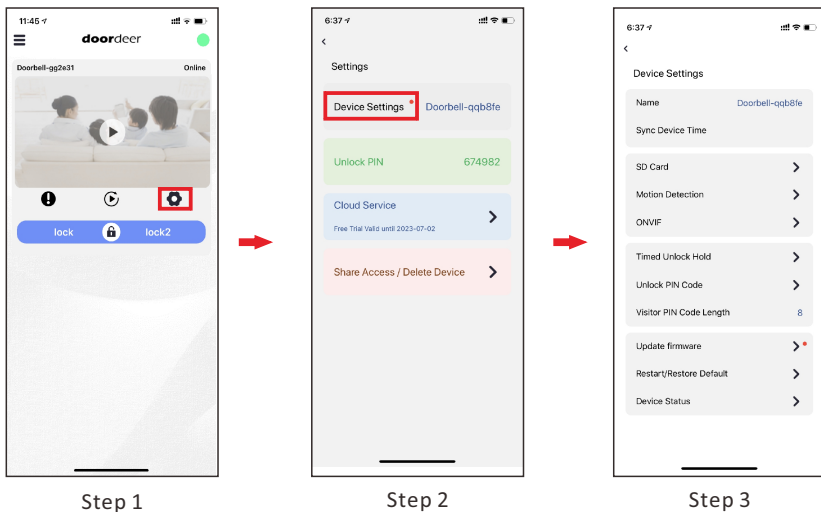 11:45
doordeer
Doorbell-gg2e31 Online
lock lock2
Step 1
6:37
Settings
Device Settings Doorbell-qqb8fe
Unlock PIN 674982
Cloud Service
Free Trial Valid until 2023-07-02
Share Access / Delete Device
Step 2
6:37
Device Settings
Name Doorbell-qqb8fe
Sync Device Time
SD Card
Motion Detection
ONVIF
Timed Unlock Hold
Unlock PIN Code
Visitor PIN Code Length 8
Update firmware
Restart/Restore Default
Device Status
Step 3